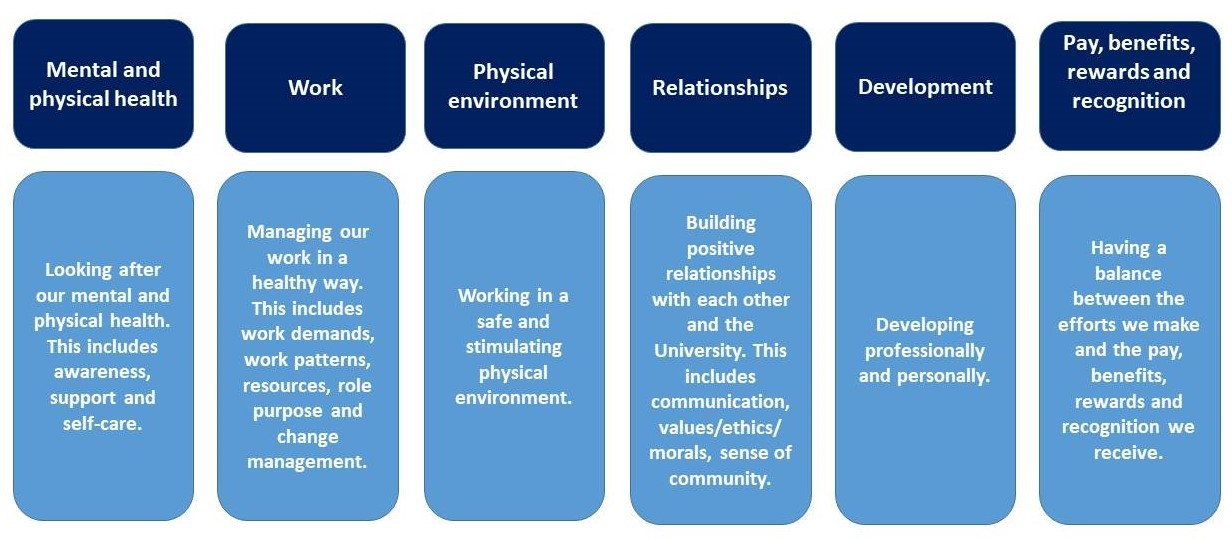 Mental and
physical health
Work
Physical
environment
Relationships
Development
Pay, benefits,
rewards and
recognition
Looking after
our mental and
physical health.
This includes
awareness,
support and
self-care.
Managing our
work in a
healthy way.
This includes
work demands,
work patterns,
resources, role
purpose and
change
management.
Working in a
safe and
stimulating
physical
environment.
Building
positive
relationships
with each other
and the
University. This
includes
communication,
values/ethics/
morals, sense of
community.
Developing
professionally
and personally.
Having a
balance
between the
efforts we make
and the pay,
benefits,
rewards and
recognition we
receive.